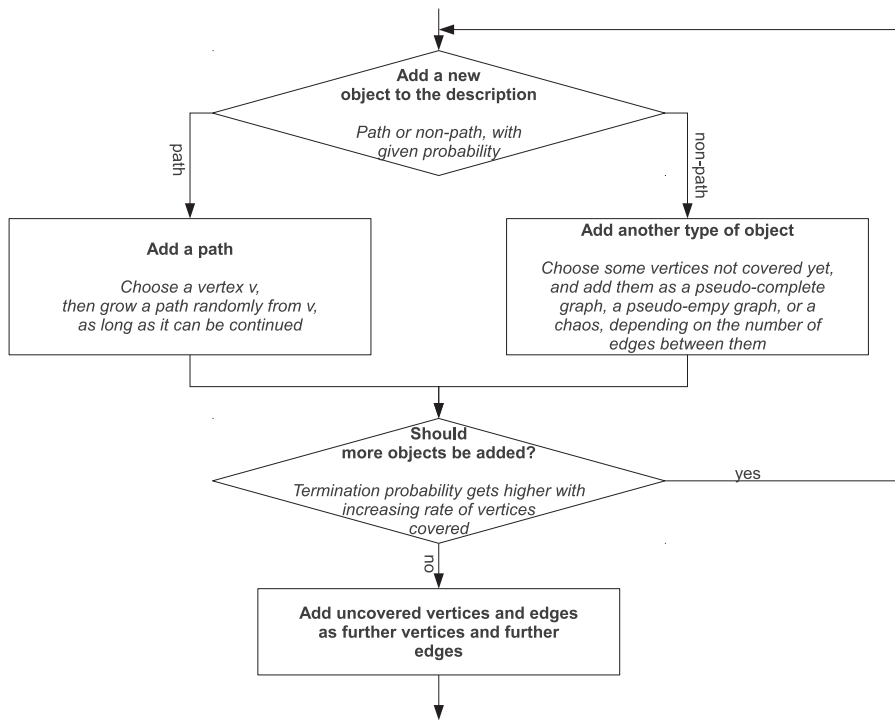 Add a new
object to the description
Path or non-path, with
given probability
path
non-path
Add a path
Choose a vertex v,
then grow a path randomly from v,
as long as it can be continued
Add another type of object
Choose some vertices not covered yet,
and add them as a pseudo-complete
graph, a pseudo-empy graph, or a
chaos, depending on the number of
edges between them
Should
more objects be added?
Termination probability gets higher with
increasing rate of vertices
covered
yes
no
Add uncovered vertices and edges
as further vertices and further
edges